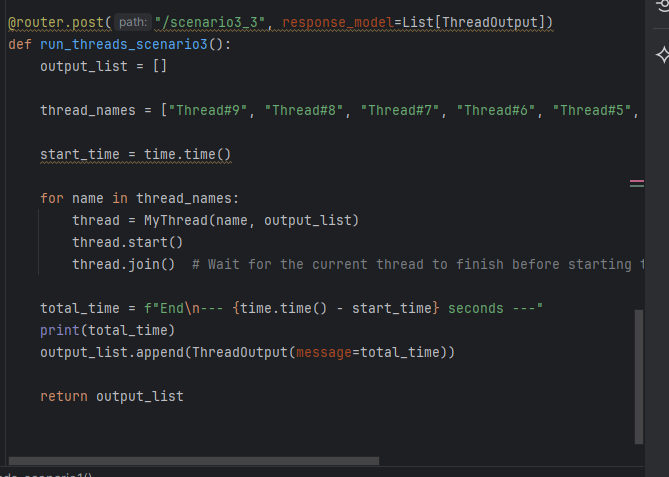 @router.post( path: "/scenario3_3", response_model=List[ThreadOutput])
def run_threads_scenario3():
output_list = []
thread_names = ["Thread#9", "Thread#8", "Thread#7", "Thread#6", "Thread#5",
start_time = time.time()
for name in thread_names:
thread = MyThread(name, output_list)
thread.start()
thread.join()  # Wait for the current thread to finish before starting
total_time = f"End\n--- {time.time() - start_time} seconds ---"
print(total_time)
output_list.append(ThreadOutput(message=total_time))
return output_list